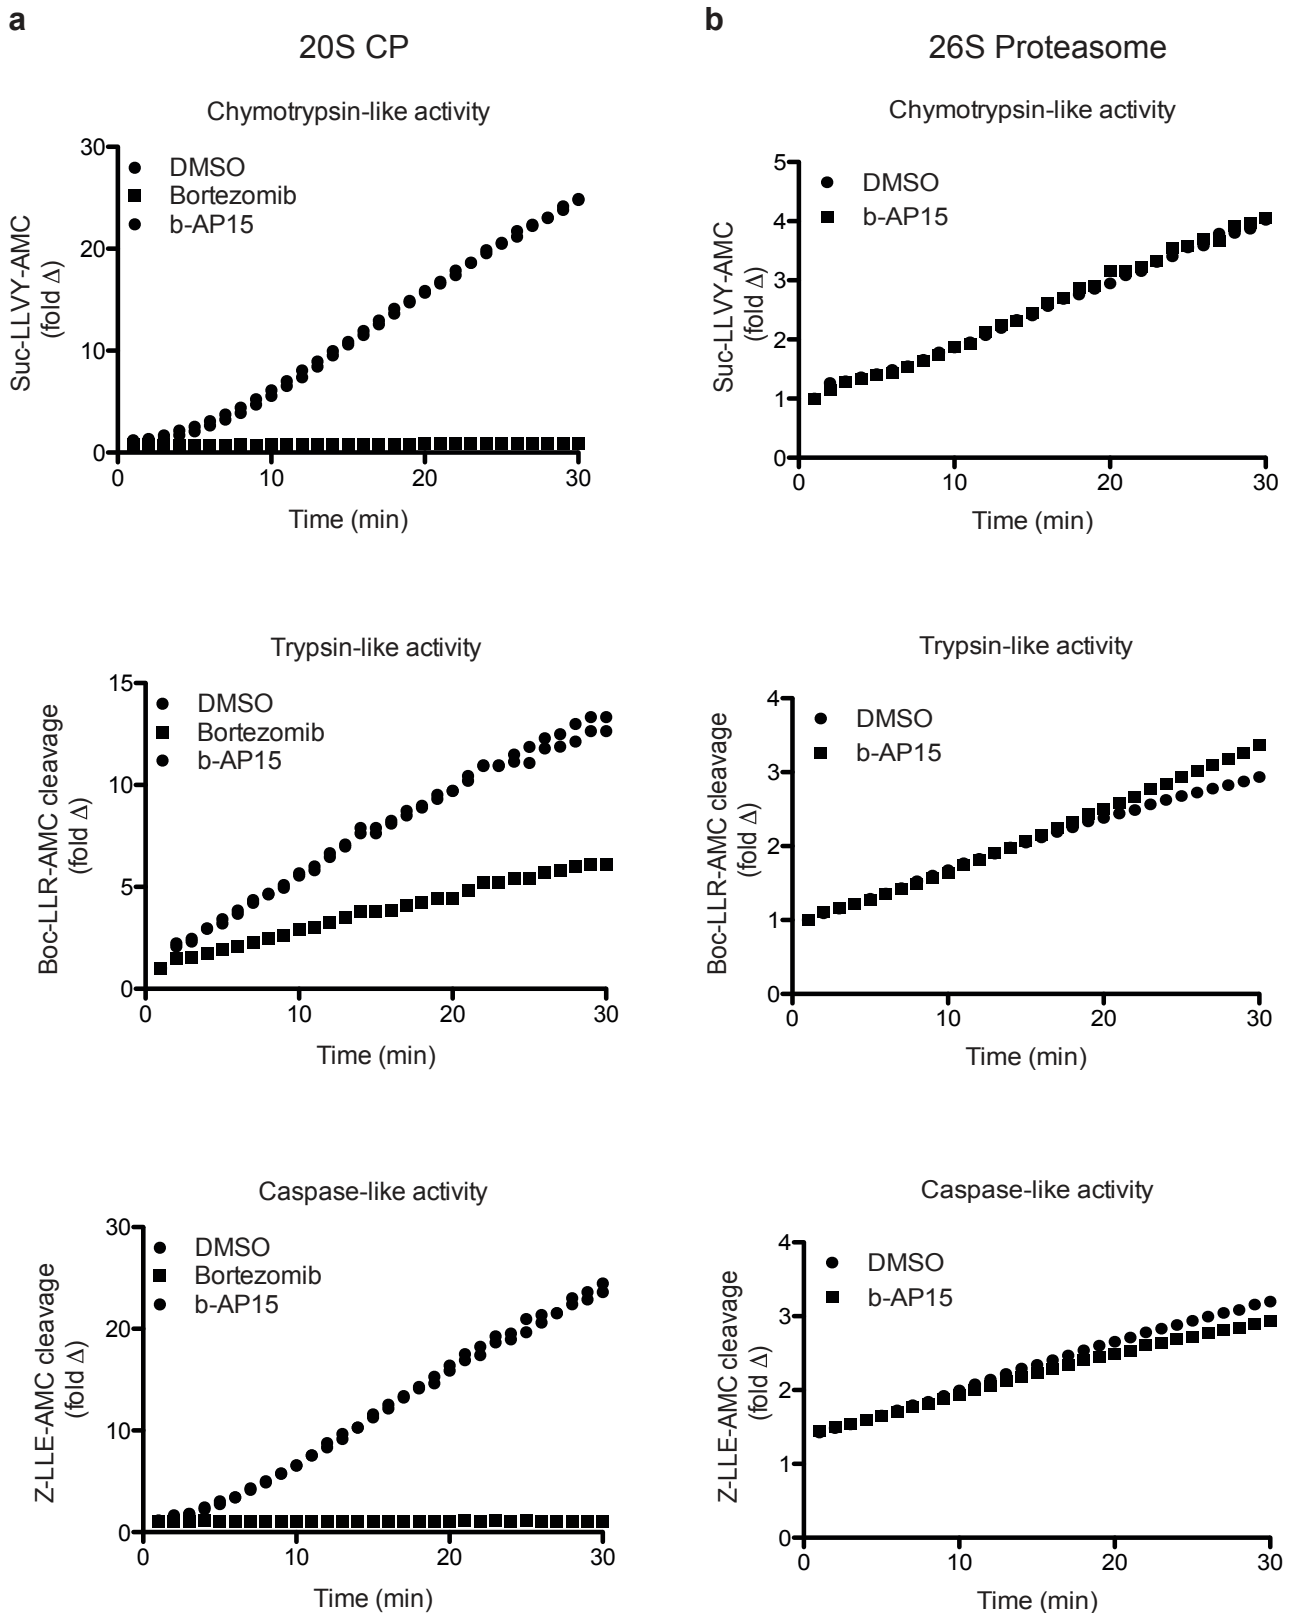 a
20S CP
Chymotrypsin-like activity
Suc-LLVY-AMC
(fold Δ)
30
20
10
0
DMSO
Bortezomib
b-AP15
0 10 20 30
Time (min)
Trypsin-like activity
Boc-LLR-AMC cleavage
(fold Δ)
15
10
5
0
DMSO
Bortezomib
b-AP15
0 10 20 30
Time (min)
Caspase-like activity
Z-LLE-AMC cleavage
(fold Δ)
30
20
10
0
DMSO
Bortezomib
b-AP15
0 10 20 30
Time (min)
b
26S Proteasome
Chymotrypsin-like activity
Suc-LLVY-AMC
(fold Δ)
5
4
3
2
1
0
DMSO
b-AP15
0 10 20 30
Time (min)
Trypsin-like activity
Boc-LLR-AMC cleavage
(fold Δ)
4
3
2
1
0
DMSO
b-AP15
0 10 20 30
Time (min)
Caspase-like activity
Z-LLE-AMC cleavage
(fold Δ)
4
3
2
1
0
DMSO
b-AP15
0 10 20 30
Time (min)